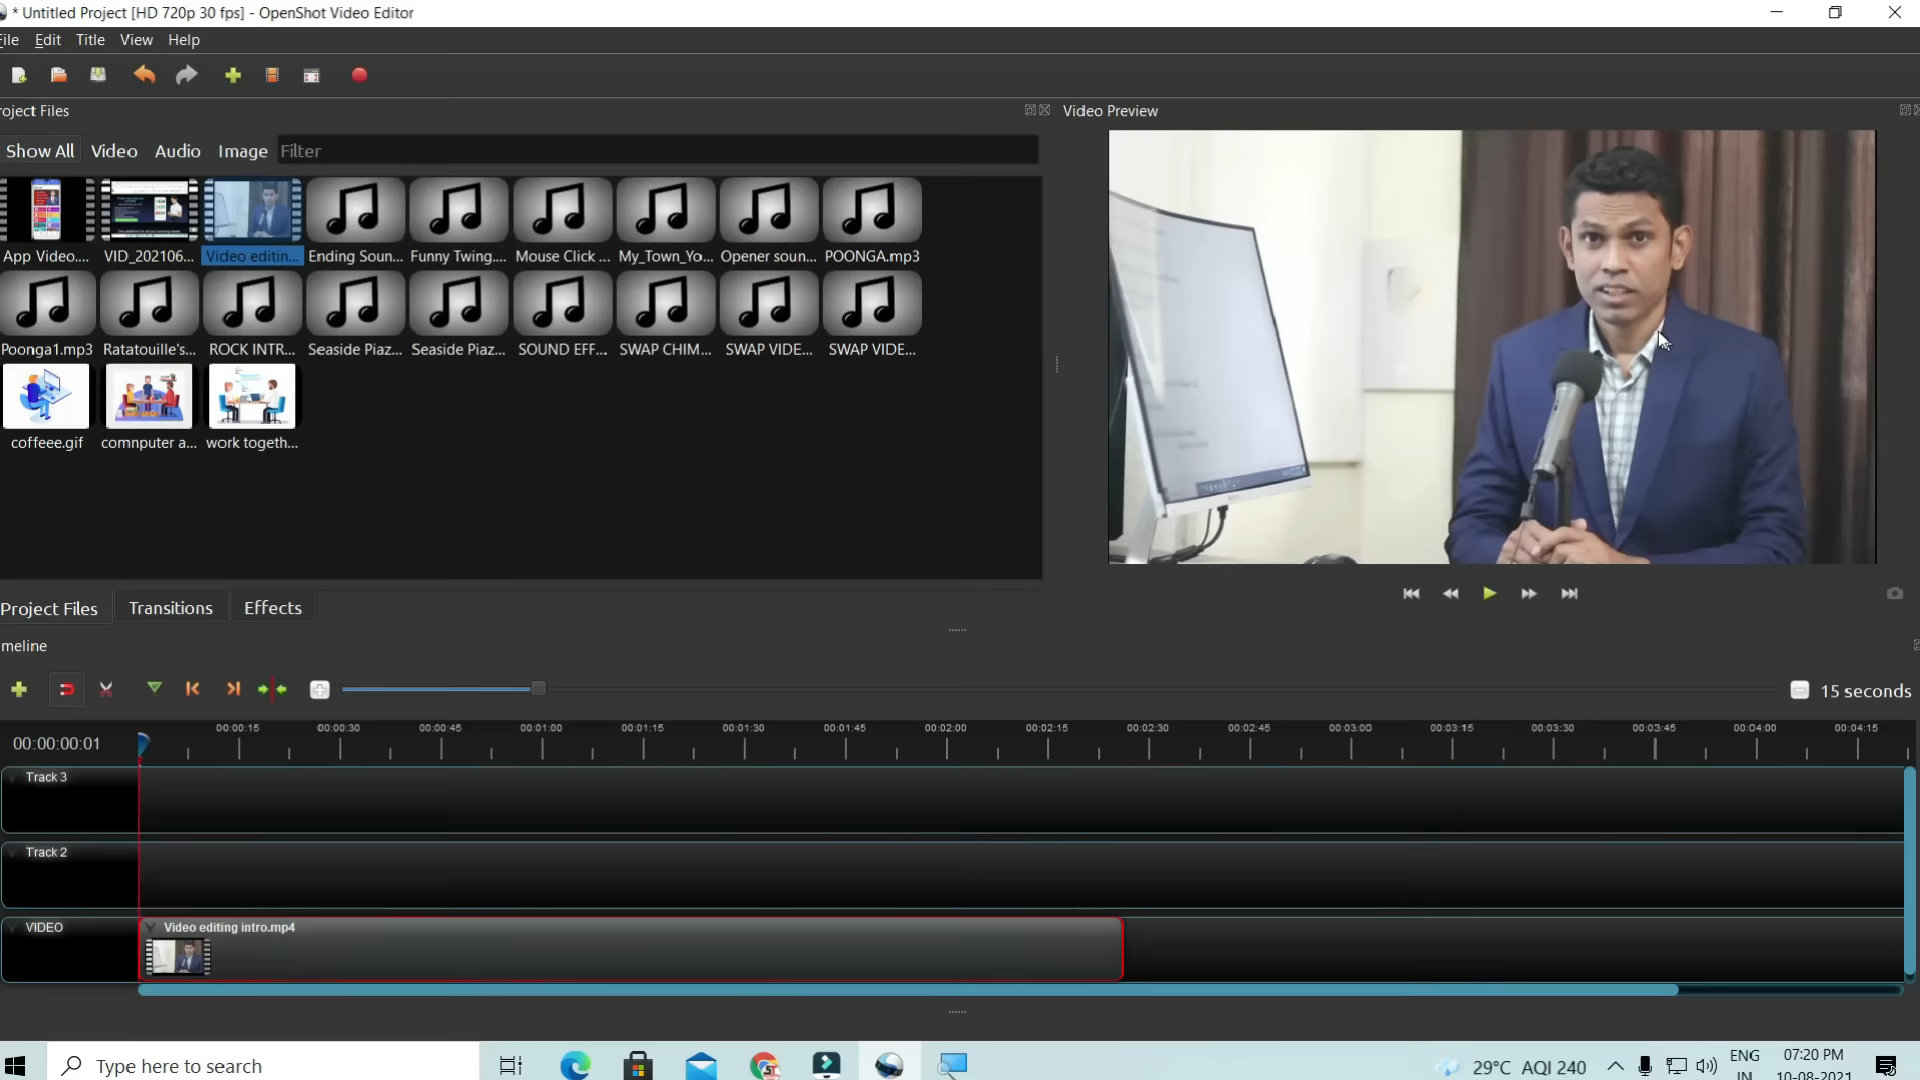 * Untitled Project [HD 720p 30 fps] - OpenShot Video Editor
File Edit Title View Help
roject Files
Video Preview
Show All Video Audio Image Filter
App Video.... VID_202106... Video editin... Ending Soun... Funny Twing.... Mouse Click ... My_Town_Yo... Opener soun... POONGA.mp3
Poonga1.mp3 Ratatouille's... ROCK INTR... Seaside Piaz... Seaside Piaz... SOUND EFF... SWAP CHIM... SWAP VIDE... SWAP VIDE...
coffeee.gif comnputer a... work togeth...
Project Files Transitions Effects
meline
15 seconds
00:00:00:01
00:00:15 00:00:30 00:00:45 00:01:00 00:01:15 00:01:30 00:01:45 00:02:00 00:02:15 00:02:30 00:02:45 00:03:00 00:03:15 00:03:30 00:03:45 00:04:00 00:04:15
Track 3
Track 2
VIDEO
Video editing intro.mp4
Type here to search
29°C AQI 240
ENG
IN
07:20 PM
10-08-2021